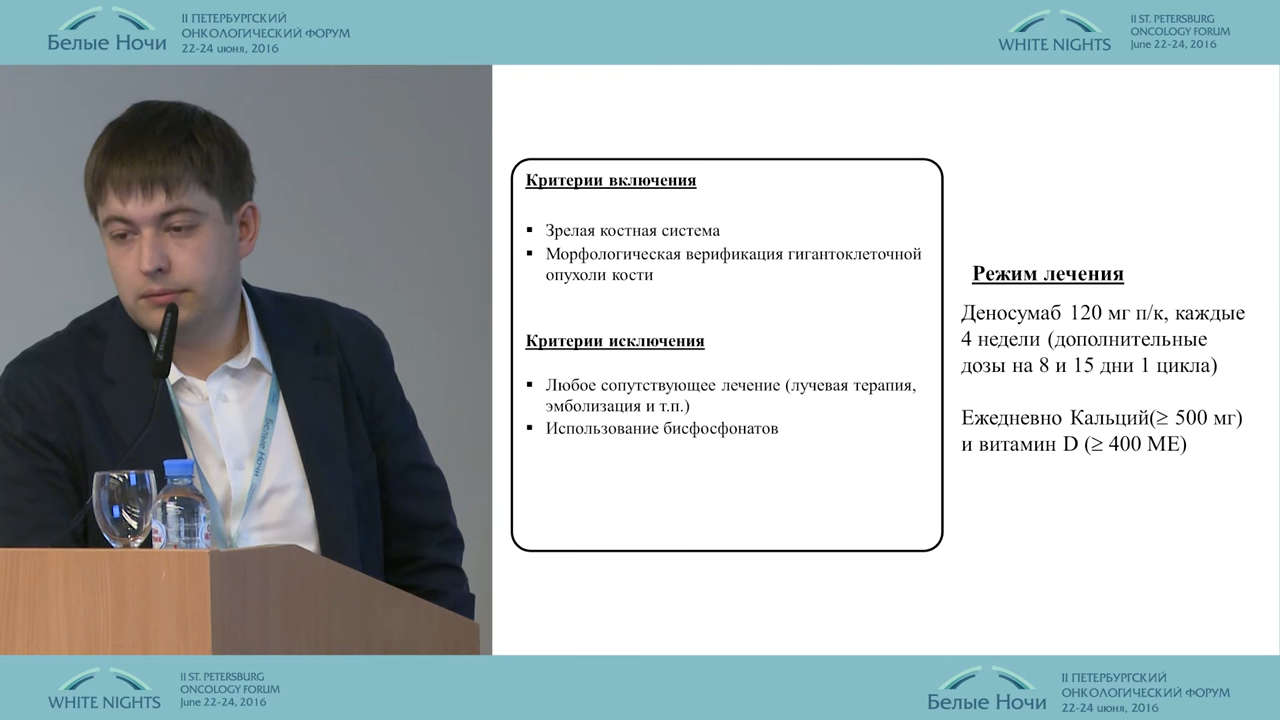 Белые Ночи
II ПЕТЕРБУРГСКИЙ
ОНКОЛОГИЧЕСКИЙ ФОРУМ
22-24 июня, 2016
WHITE NIGHTS
II ST. PETERSBURG
ONCOLOGY FORUM
June 22-24, 2016
Критерии включения
▪ Зрелая костная система
▪ Морфологическая верификация гигантоклеточной
опухоли кости
Критерии исключения
▪ Любое сопутствующее лечение (лучевая терапия,
эмболизация и т.п.)
▪ Использование бисфосфонатов
Режим лечения
Деносумаб 120 мг п/к, каждые
4 недели (дополнительные
дозы на 8 и 15 дни 1 цикла)
Ежедневно Кальций(≥ 500 мг)
и витамин D (≥ 400 МЕ)
Белые Ночи
WHITE NIGHTS
II ST. PETERSBURG
ONCOLOGY FORUM
June 22-24, 2016
Белые Ночи
II ПЕТЕРБУРГСКИЙ
ОНКОЛОГИЧЕСКИЙ ФОРУМ
22-24 июня, 2016